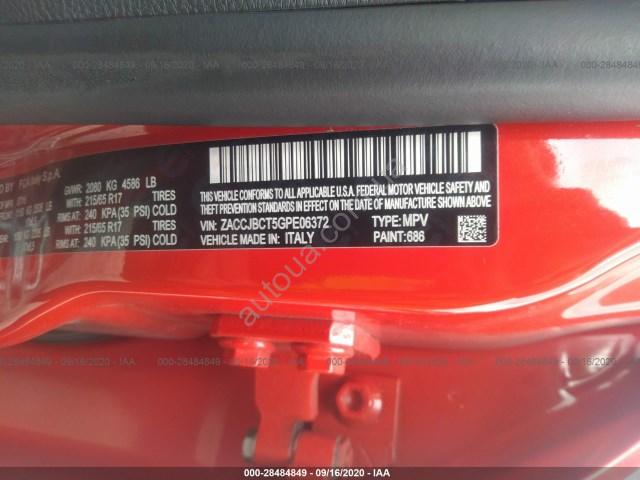 000-28484849 - 09/16/2020 - IAA
BY FCA Italy S.p.A.
GVWR: 2080 KG 4586 LB
WITH: 215/65 R17 TIRES
RIMS AT: 240 KPA(35 PSI) COLD
WITH: 215/65 R17 TIRES
RIMS AT: 240 KPA(35 PSI) COLD
THIS VEHICLE CONFORMS TO ALL APPLICABLE U.S.A. FEDERAL MOTOR VEHICLE SAFETY,
BUMPER, AND THEFT PREVENTION STANDARDS IN EFFECT ON THE DATE OF MANUFACTURE SHOWN ABOVE.
VIN: ZACCJBCT5GPE06372 TYPE: MPV
VEHICLE MADE IN: ITALY PAINT: 686
autoua.com
000-28484849 - 09/16/2020 - IAA
000-28484849 - 09/16/2020 - IAA